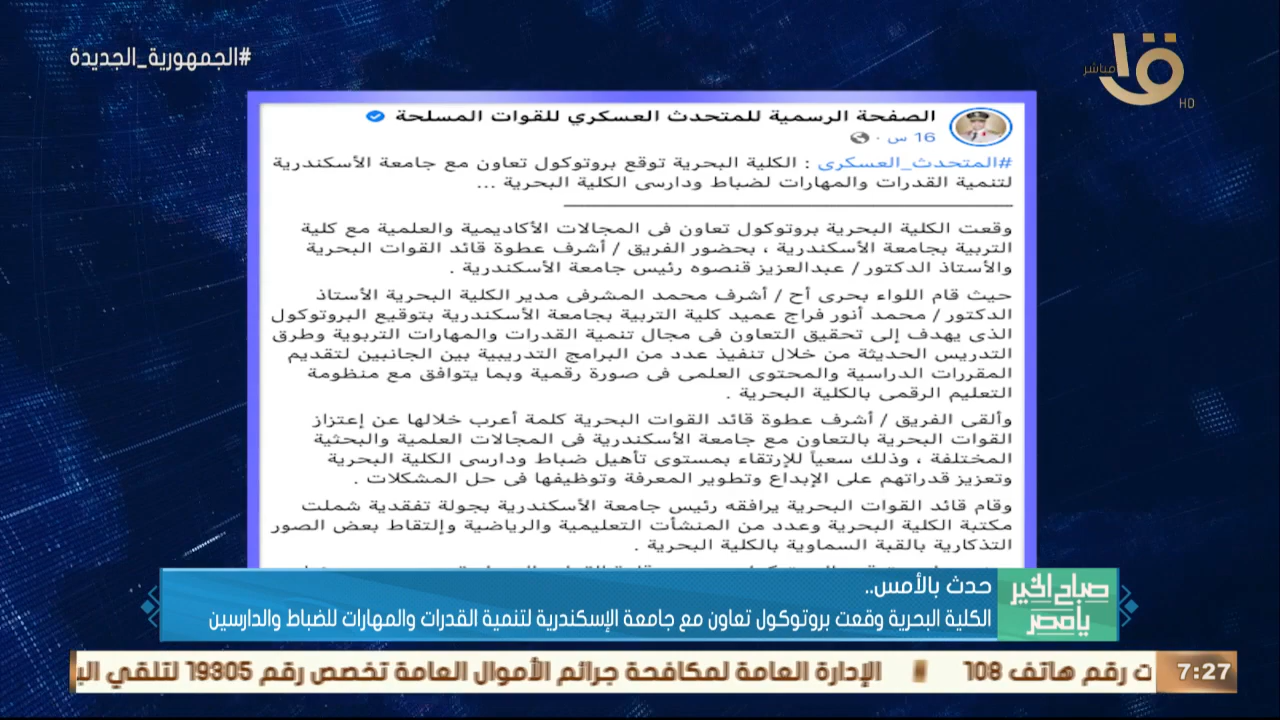 #الجمهورية_الجديدة
مباشر
HD
الصفحة الرسمية للمتحدث العسكري للقوات المسلحة
16 س ·
#المتحدث_العسكرى : الكلية البحرية توقع بروتوكول تعاون مع جامعة الأسكندرية
لتنمية القدرات والمهارات لضباط ودارسى الكلية البحرية ...
وقعت الكلية البحرية بروتوكول تعاون فى المجالات الأكاديمية والعلمية مع كلية
التربية بجامعة الأسكندرية ، بحضور الفريق / أشرف عطوة قائد القوات البحرية
والأستاذ الدكتور / عبدالعزيز قنصوه رئيس جامعة الأسكندرية .
حيث قام اللواء بحرى أح / أشرف محمد المشرفى مدير الكلية البحرية الأستاذ
الدكتور / محمد أنور فراج عميد كلية التربية بجامعة الأسكندرية بتوقيع البروتوكول
الذى يهدف إلى تحقيق التعاون فى مجال تنمية القدرات والمهارات التربوية وطرق
التدريس الحديثة من خلال تنفيذ عدد من البرامج التدريبية بين الجانبين لتقديم
المقررات الدراسية والمحتوى العلمى فى صورة رقمية وبما يتوافق مع منظومة
التعليم الرقمى بالكلية البحرية .
وألقى الفريق / أشرف عطوة قائد القوات البحرية كلمة أعرب خلالها عن إعتزاز
القوات البحرية بالتعاون مع جامعة الأسكندرية فى المجالات العلمية والبحثية
المختلفة ، وذلك سعياً للإرتقاء بمستوى تأهيل ضباط ودارسى الكلية البحرية
وتعزيز قدراتهم على الإبداع وتطوير المعرفة وتوظيفها فى حل المشكلات .
وقام قائد القوات البحرية يرافقه رئيس جامعة الأسكندرية بجولة تفقدية شملت
مكتبة الكلية البحرية وعدد من المنشأت التعليمية والرياضية وإلتقاط بعض الصور
التذكارية بالقبة السماوية بالكلية البحرية .
صباح الخير يا مصر
حدث بالأمس..
الكلية البحرية وقعت بروتوكول تعاون مع جامعة الإسكندرية لتنمية القدرات والمهارات للضباط والدارسين
7:27
ت رقم هاتف 108 الإدارة العامة لمكافحة جرائم الأموال العامة تخصص رقم 19305 لتلقي